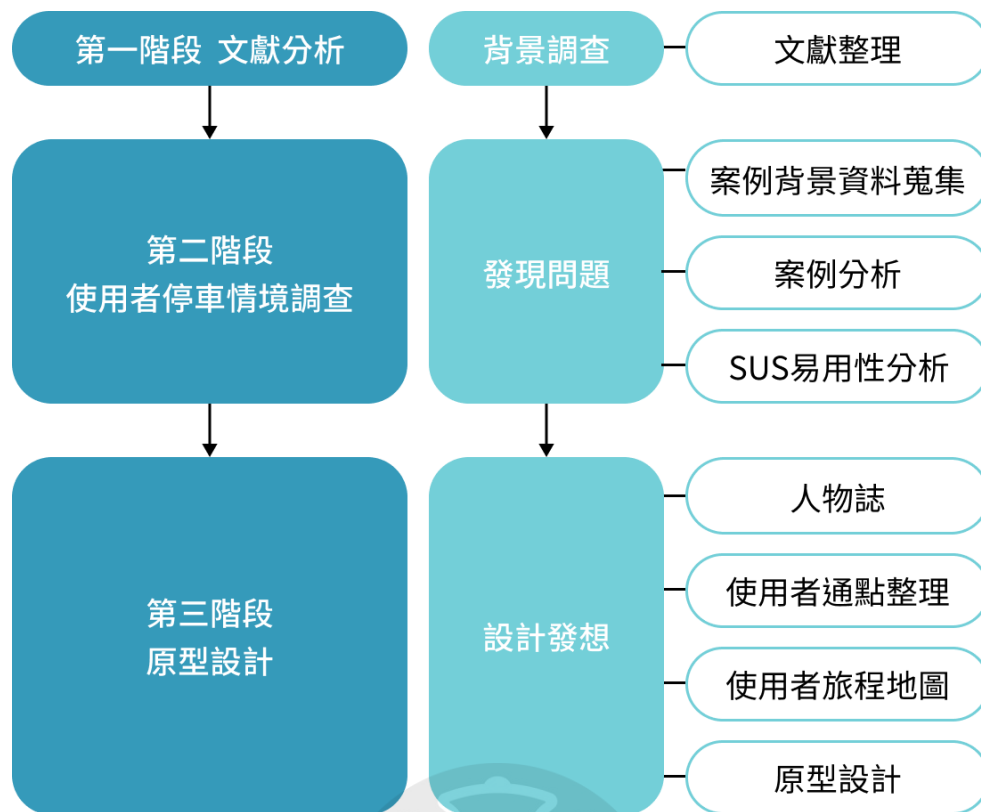 第一階段 文獻分析
背景調查
文獻整理
第二階段
使用者停車情境調查
發現問題
案例背景資料蒐集
案例分析
SUS易用性分析
第三階段
原型設計
設計發想
人物誌
使用者通點整理
使用者旅程地圖
原型設計